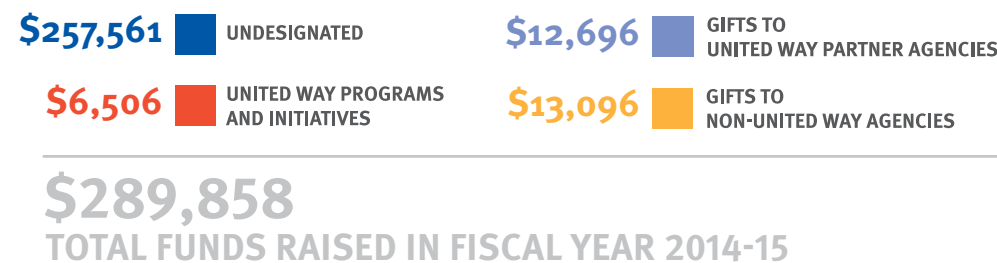 $257,561 UNDESIGNATED
$12,696 GIFTS TO
UNITED WAY PARTNER AGENCIES
$6,506 UNITED WAY PROGRAMS
AND INITIATIVES
$13,096 GIFTS TO
NON-UNITED WAY AGENCIES
$289,858
TOTAL FUNDS RAISED IN FISCAL YEAR 2014-15